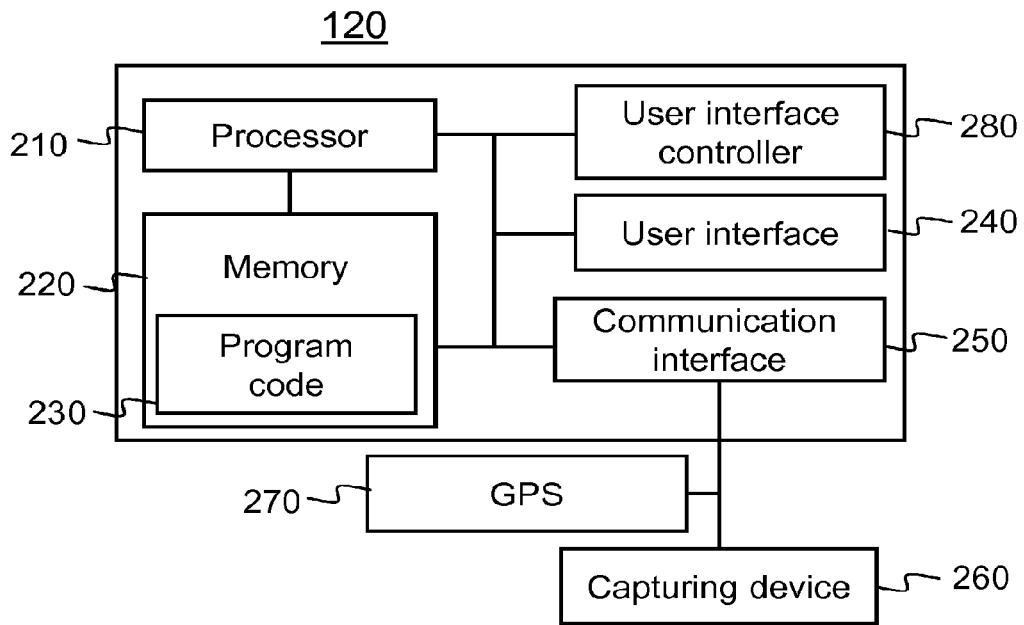 120
210
Processor
User interface
controller
280
User interface
240
220
Memory
Program
code
230
Communication
interface
250
270
GPS
Capturing device
260